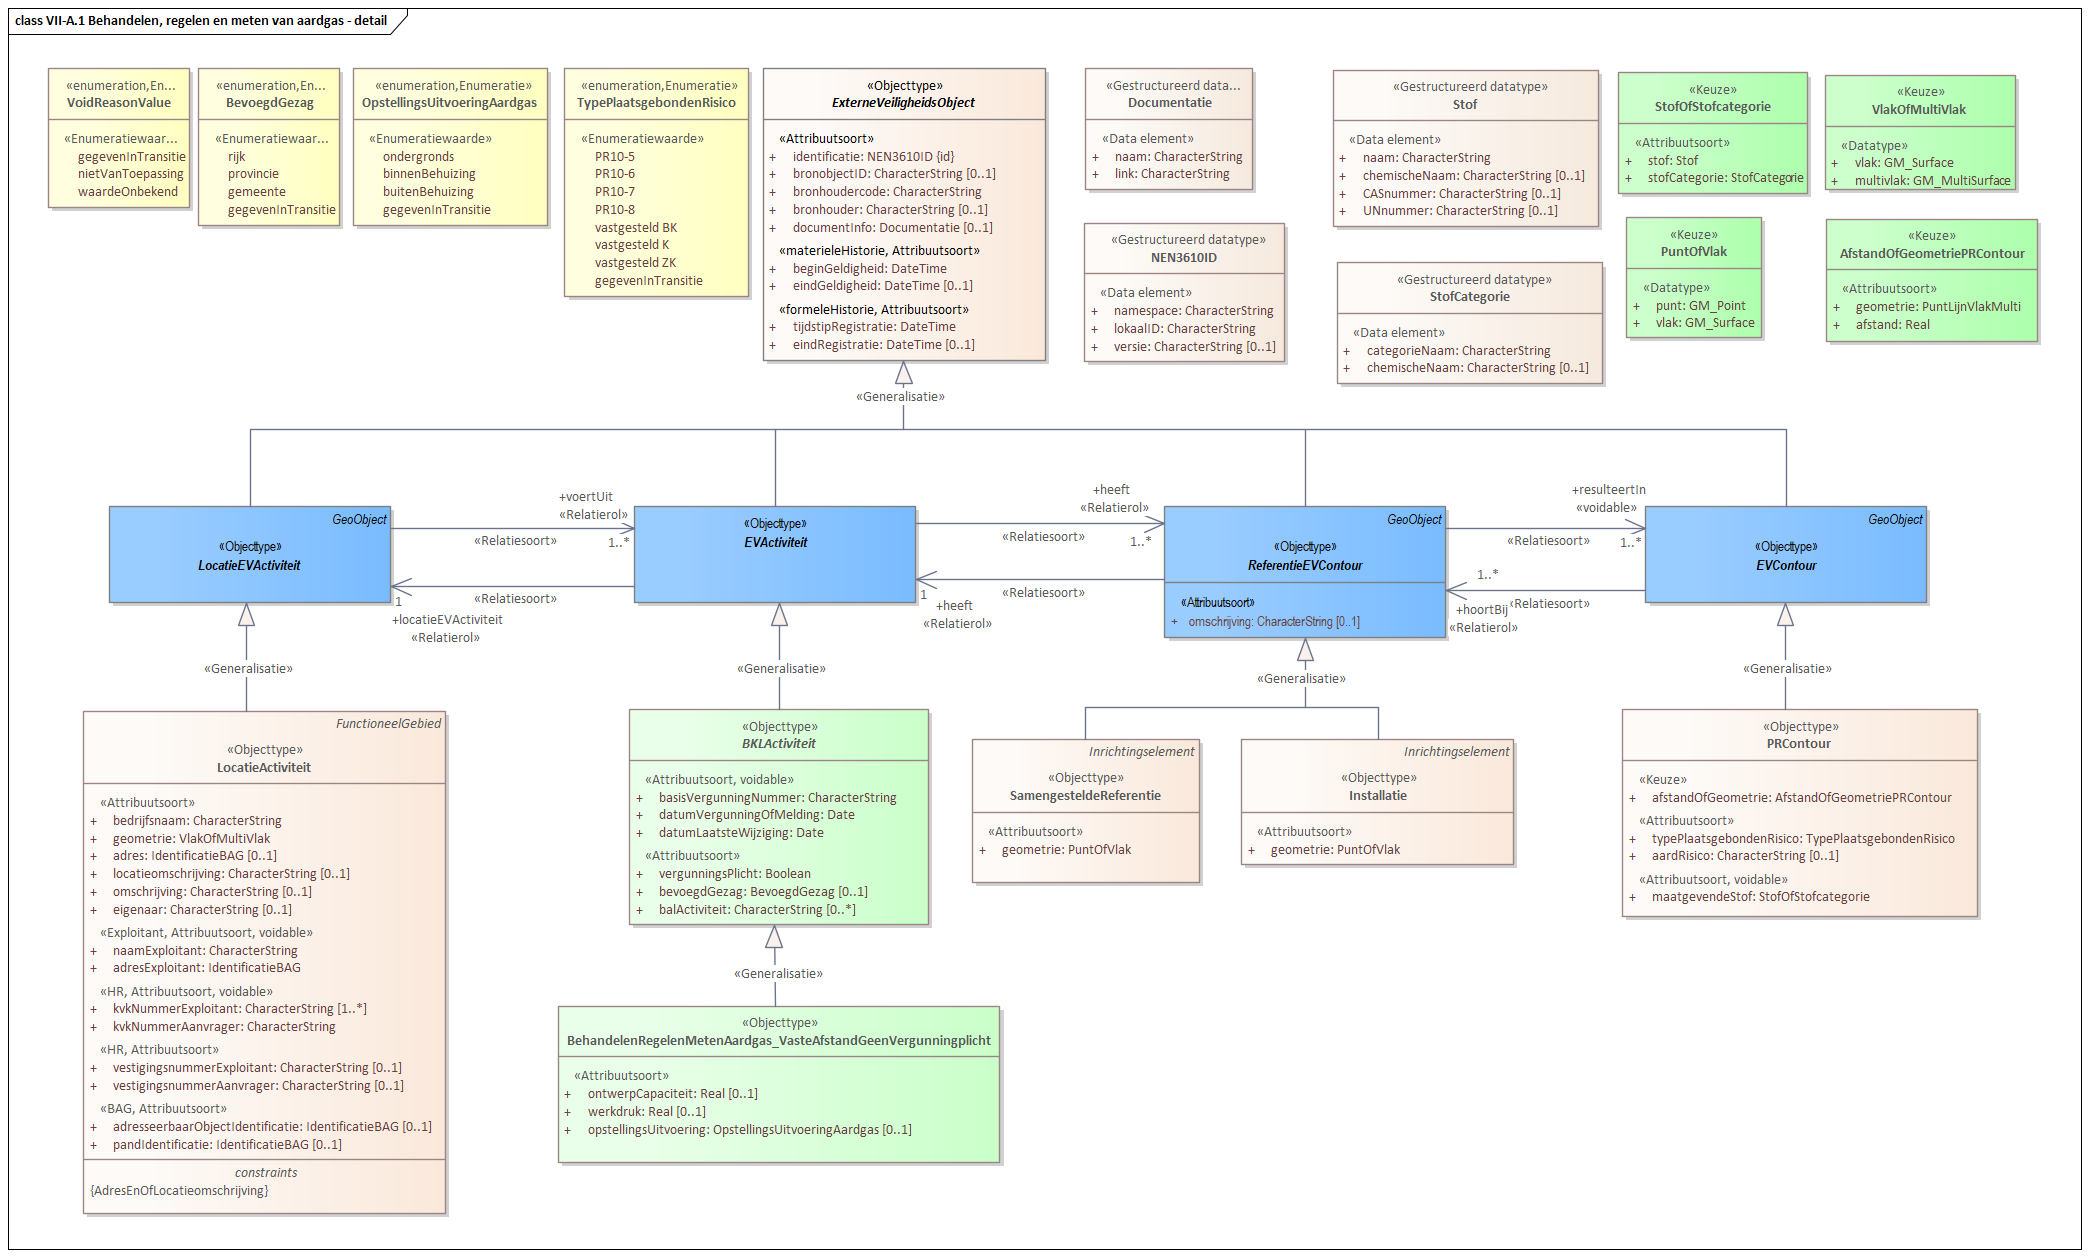 class VII-A.1 Behandelen, regelen en meten van aardgas - detail
«enumeration,En...
VoidReasonValue
«Enumeratiewaar...
gegevenInTransitie
nietVanToepassing
waardeOnbekend
«enumeration,En...
BevoegdGezag
«Enumeratiewaar...
rijk
provincie
gemeente
gegevenInTransitie
«enumeration,Enumeratie»
OpstellingsUitvoeringAardgas
«Enumeratiewaarde»
ondergronds
binnenBehuizing
buitenBehuizing
gegevenInTransitie
«enumeration,Enumeratie»
TypePlaatsgebondenRisico
«Enumeratiewaarde»
PR10-5
PR10-6
PR10-7
PR10-8
vastgesteld BK
vastgesteld K
vastgesteld ZK
gegevenInTransitie
«Objecttype»
ExterneVeiligheidsObject
«Attribuutsoort»
+ identificatie: NEN3610ID {id}
+ bronobjectID: CharacterString [0..1]
+ bronhoudercode: CharacterString
+ bronhouder: CharacterString [0..1]
+ documentInfo: Documentatie [0..1]
«materieleHistorie, Attribuutsoort»
+ beginGeldigheid: DateTime
+ eindGeldigheid: DateTime [0..1]
«formeleHistorie, Attribuutsoort»
+ tijdstipRegistratie: DateTime
+ eindRegistratie: DateTime [0..1]
«Gestructureerd data...
Documentatie
«Data element»
+ naam: CharacterString
+ link: CharacterString
«Gestructureerd datatype»
NEN3610ID
«Data element»
+ namespace: CharacterString
+ lokaalID: CharacterString
+ versie: CharacterString [0..1]
«Gestructureerd datatype»
Stof
«Data element»
+ naam: CharacterString
+ chemischeNaam: CharacterString [0..1]
+ CASnummer: CharacterString [0..1]
+ UNnummer: CharacterString [0..1]
«Gestructureerd datatype»
StofCategorie
«Data element»
+ categorieNaam: CharacterString
+ chemischeNaam: CharacterString [0..1]
«Keuze»
StofOfStofcategorie
«Attribuutsoort»
+ stof: Stof
+ stofCategorie: StofCategorie
«Keuze»
VlakOfMultiVlak
«Datatype»
+ vlak: GM_Surface
+ multivlak: GM_MultiSurface
«Keuze»
PuntOfVlak
«Datatype»
+ punt: GM_Point
+ vlak: GM_Surface
«Keuze»
AfstandOfGeometriePRContour
«Attribuutsoort»
+ geometrie: PuntLijnVlakMulti
+ afstand: Real
«Generalisatie»
GeoObject
«Objecttype»
LocatieEVActiviteit
+voertUit
«Relatierol»
«Relatiesoort»
1..*
«Relatiesoort»
1
+locatieEVActiviteit
«Relatierol»
«Objecttype»
EVActiviteit
+heeft
«Relatierol»
«Relatiesoort»
1..*
«Relatiesoort»
1
+heeft
«Relatierol»
GeoObject
«Objecttype»
ReferentieEVContour
«Attribuutsoort»
+ omschrijving: CharacterString [0..1]
+resulteertIn
«voidable»
«Relatiesoort»
1..*
1..*
«Relatiesoort»
+hoortBij
«Relatierol»
GeoObject
«Objecttype»
EVContour
«Generalisatie»
«Generalisatie»
«Generalisatie»
«Generalisatie»
FunctioneelGebied
«Objecttype»
LocatieActiviteit
«Attribuutsoort»
+ bedrijfsnaam: CharacterString
+ geometrie: VlakOfMultiVlak
+ adres: IdentificatieBAG [0..1]
+ locatieomschrijving: CharacterString [0..1]
+ omschrijving: CharacterString [0..1]
+ eigenaar: CharacterString [0..1]
«Exploitant, Attribuutsoort, voidable»
+ naamExploitant: CharacterString
+ adresExploitant: IdentificatieBAG
«HR, Attribuutsoort, voidable»
+ kvkNummerExploitant: CharacterString [1..*]
+ kvkNummerAanvrager: CharacterString
«HR, Attribuutsoort»
+ vestigingsnummerExploitant: CharacterString [0..1]
+ vestigingsnummerAanvrager: CharacterString [0..1]
«BAG, Attribuutsoort»
+ adresseerbaarObjectIdentificatie: IdentificatieBAG [0..1]
+ pandIdentificatie: IdentificatieBAG [0..1]
constraints
{AdresEnOfLocatieomschrijving}
«Objecttype»
BKLActiviteit
«Attribuutsoort, voidable»
+ basisVergunningNummer: CharacterString
+ datumVergunningOfMelding: Date
+ datumLaatsteWijziging: Date
«Attribuutsoort»
+ vergunningsPlicht: Boolean
+ bevoegdGezag: BevoegdGezag [0..1]
+ balActiviteit: CharacterString [0..*]
«Generalisatie»
«Objecttype»
BehandelenRegelenMetenAardgas_VasteAfstandGeenVergunningplicht
«Attribuutsoort»
+ ontwerpCapaciteit: Real [0..1]
+ werkdruk: Real [0..1]
+ opstellingsUitvoering: OpstellingsUitvoeringAardgas [0..1]
Inrichtingselement
«Objecttype»
SamengesteldeReferentie
«Attribuutsoort»
+ geometrie: PuntOfVlak
Inrichtingselement
«Objecttype»
Installatie
«Attribuutsoort»
+ geometrie: PuntOfVlak
«Objecttype»
PRContour
«Keuze»
+ afstandOfGeometrie: AfstandOfGeometriePRContour
«Attribuutsoort»
+ typePlaatsgebondenRisico: TypePlaatsgebondenRisico
+ aardRisico: CharacterString [0..1]
«Attribuutsoort, voidable»
+ maatgevendeStof: StofOfStofcategorie